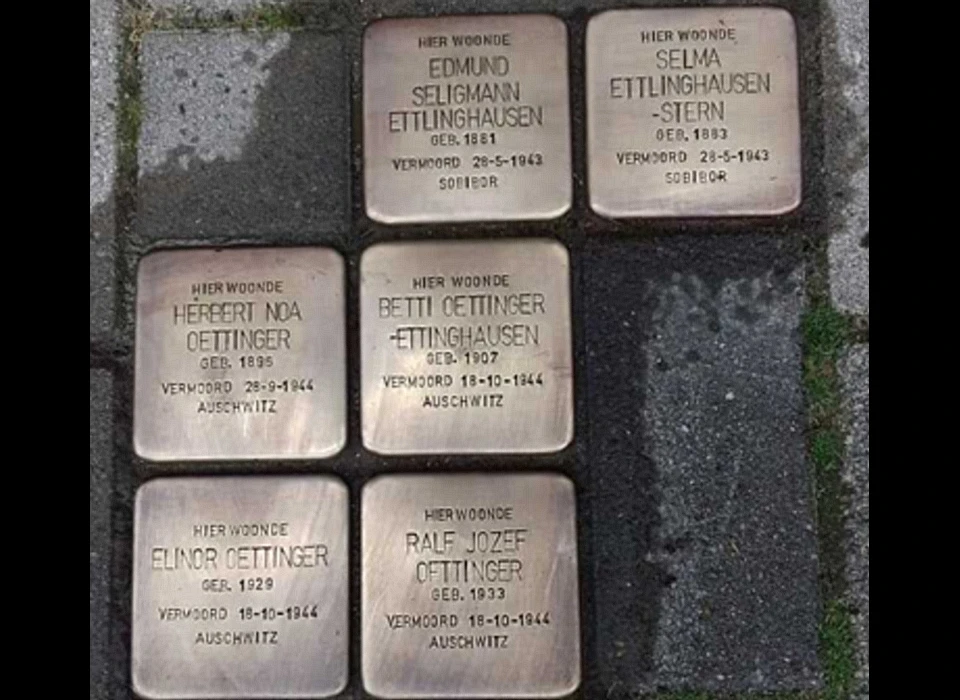 HIER WOONDE
EDMUND
SELIGMANN
ETTLINGHAUSEN
GEB. 1881
VERMOORD 28-5-1943
SOBIBOR
HIER WOONDE
SELMA
ETTLINGHAUSEN
-STERN
GEB. 1883
VERMOORD 28-5-1943
SOBIBOR
HIER WOONDE
HERBERT NOA
OETTINGER
GEB. 1895
VERMOORD 28-9-1944
AUSCHWITZ
HIER WOONDE
BETTI OETTINGER
-ETTINGHAUSEN
GEB. 1907
VERMOORD 18-10-1944
AUSCHWITZ
HIER WOONDE
ELINOR OETTINGER
GEB. 1929
VERMOORD 18-10-1944
AUSCHWITZ
HIER WOONDE
RALF JOZEF
OETTINGER
GEB. 1933
VERMOORD 18-10-1944
AUSCHWITZ